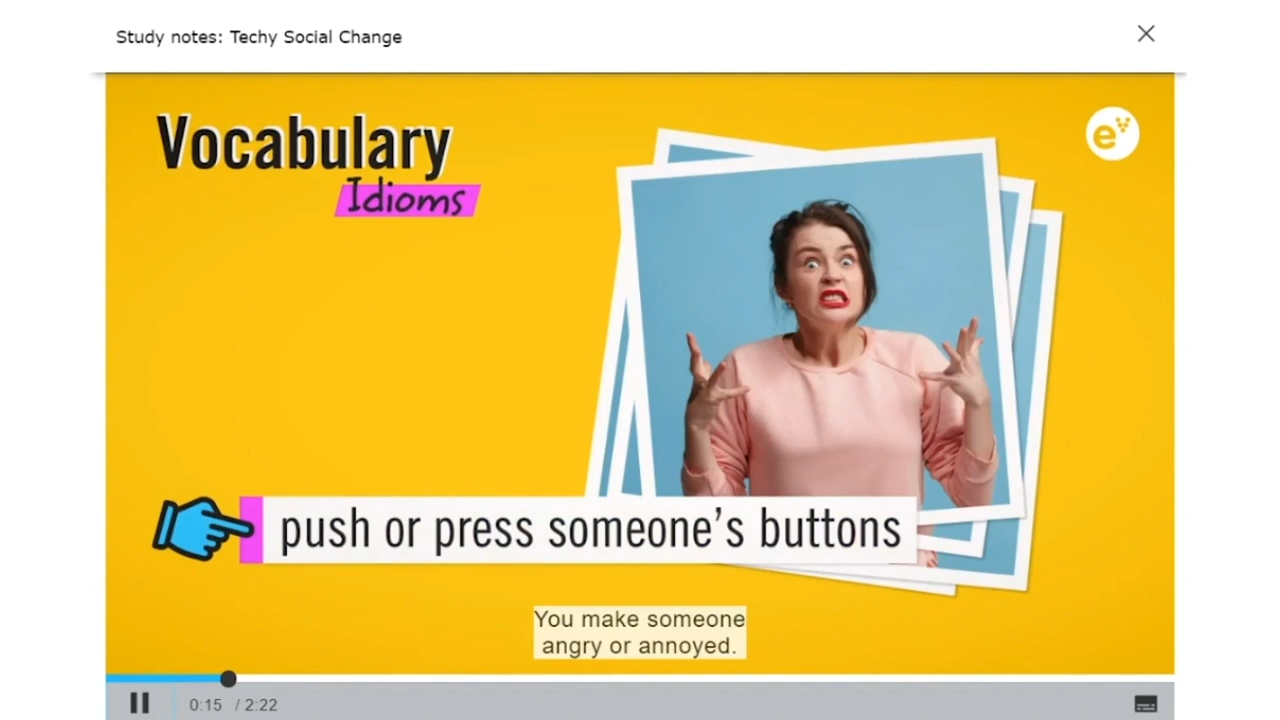 Study notes: Techy Social Change
Vocabulary
Idioms
e
push or press someone's buttons
You make someone
angry or annoyed.
0:15 / 2:22